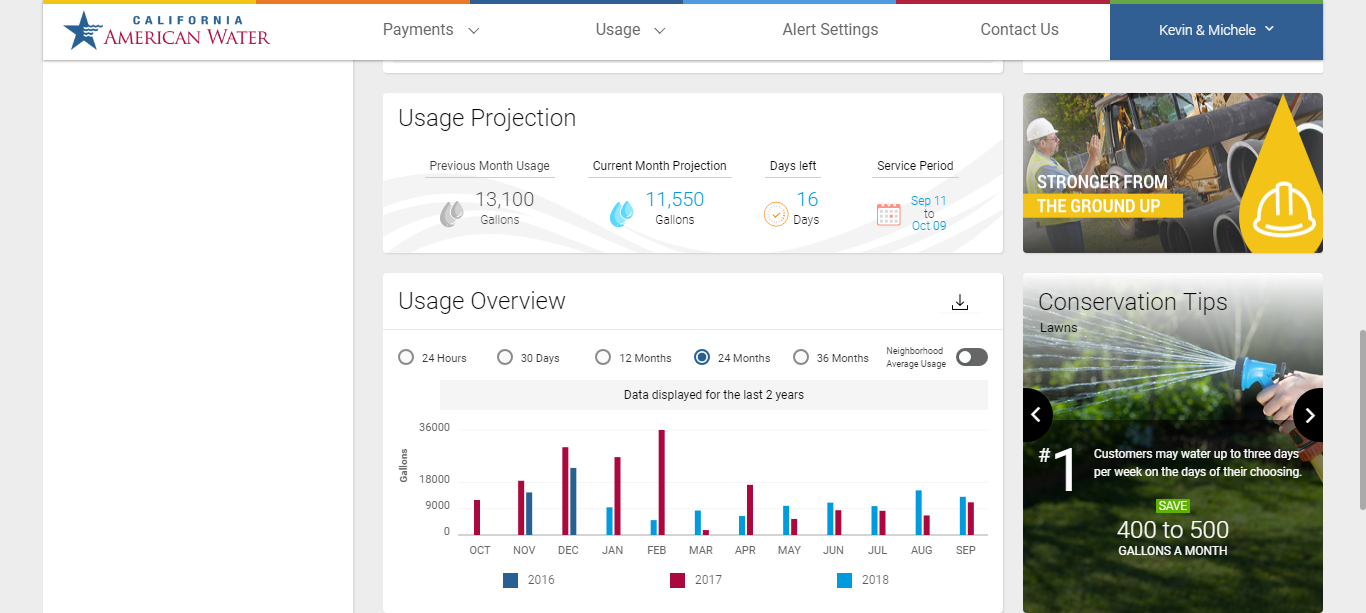 CALIFORNIA
AMERICAN WATER
Payments
Usage
Alert Settings
Contact Us
Kevin & Michele
Usage Projection
Previous Month Usage
13,100
Gallons
Current Month Projection
11,550
Gallons
Days left
16
Days
Service Period
Sep 11
to
Oct 09
STRONGER FROM
THE GROUND UP
Usage Overview
24 Hours
30 Days
12 Months
24 Months
36 Months
Neighborhood
Average Usage
Data displayed for the last 2 years
Gallons
36000
18000
9000
0
OCT NOV DEC JAN FEB MAR APR MAY JUN JUL AUG SEP
2016 2017 2018
Conservation Tips
Lawns
#1
Customers may water up to three days
per week on the days of their choosing.
SAVE
400 to 500
GALLONS A MONTH